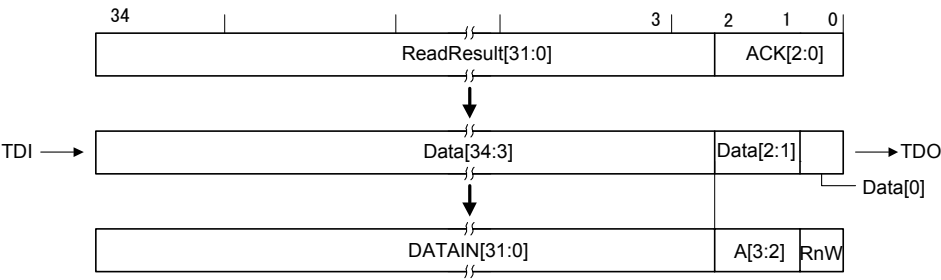 34 3 2 1 0
ReadResult[31:0] ACK[2:0]
TDI Data[34:3] Data[2:1] TDO
Data[0]
DATAIN[31:0] A[3:2] RnW